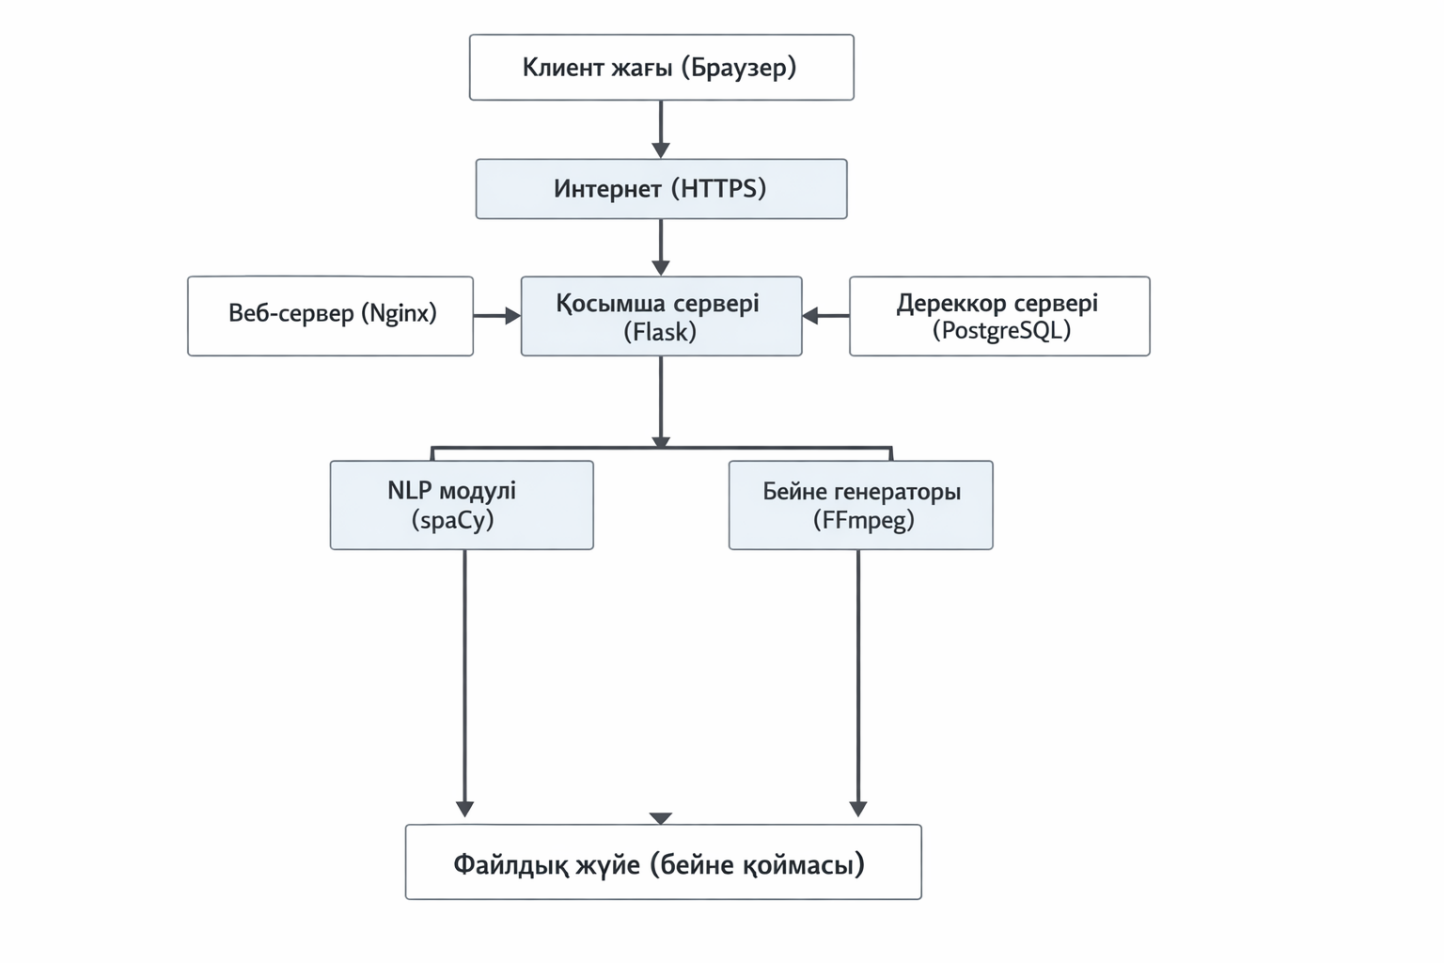 Клиент жағы (Браузер)
Интернет (HTTPS)
Веб-сервер (Nginx)
Қосымша сервері
(Flask)
Дереккор сервері
(PostgreSQL)
NLP модулі
(spaCy)
Бейне генераторы
(FFmpeg)
Файлдық жүйе (бейне қоймасы)